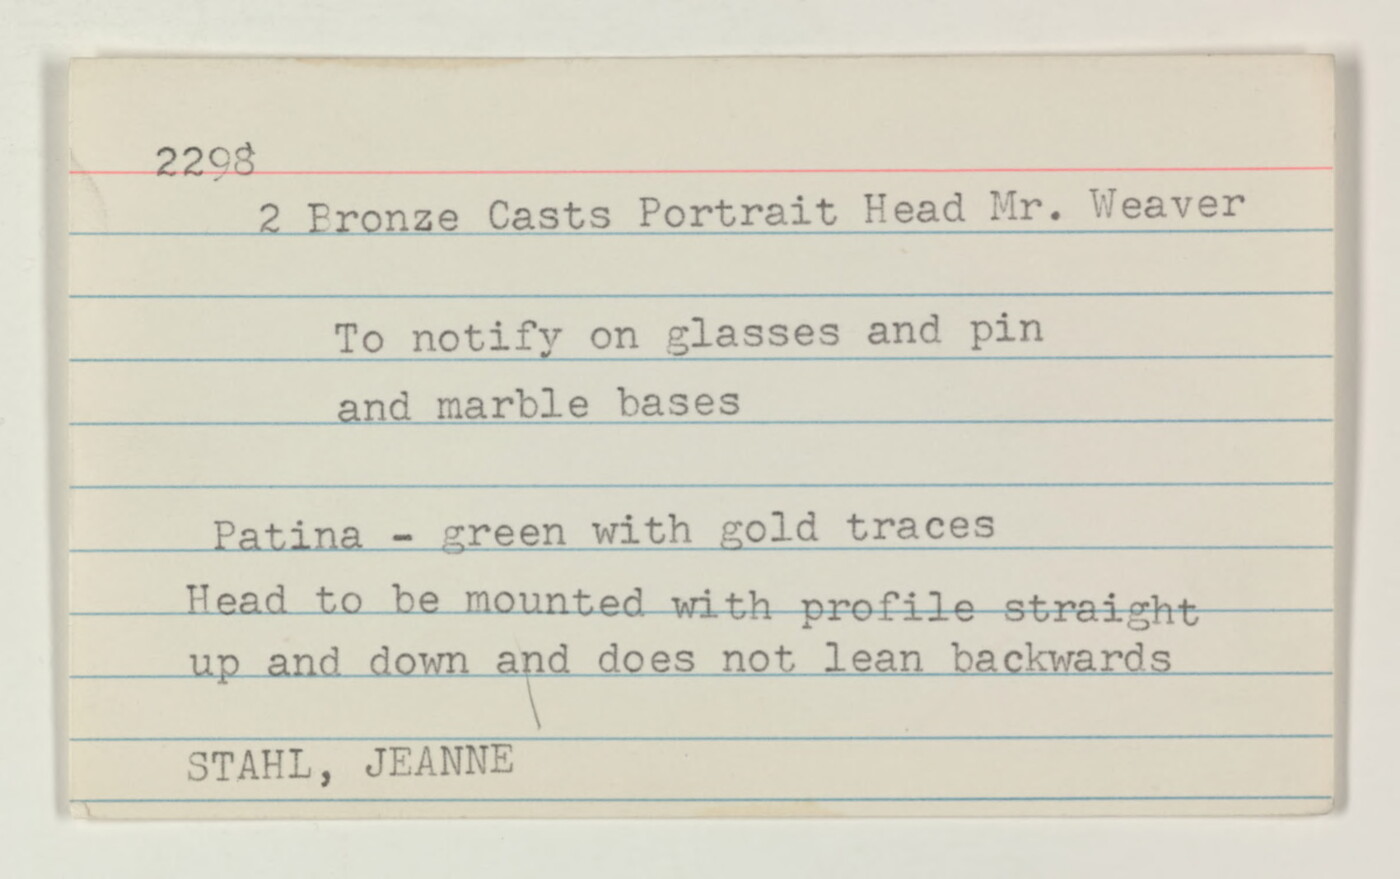 2298
2 Bronze Casts Portrait Head Mr. Weaver
To notify on glasses and pin
and marble bases
Patina - green with gold traces
Head to be mounted with profile straight
up and down and does not lean backwards
STAHL, JEANNE